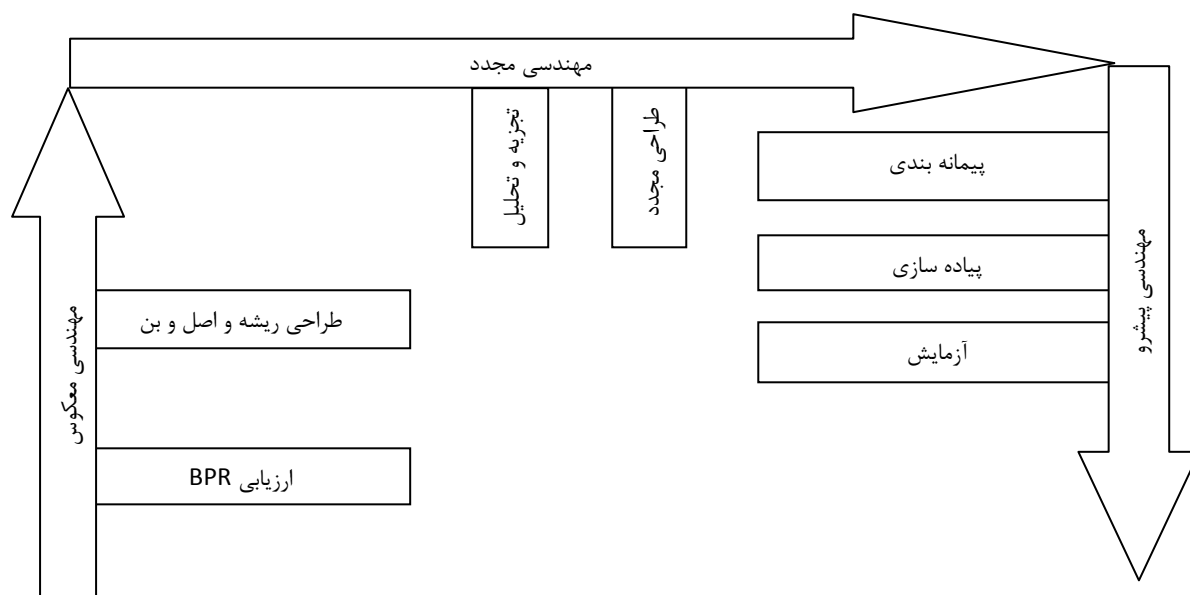 مهندسی مجدد
تجزیه و تحلیل
طراحی مجدد
پیمانه بندی
پیاده سازی
آزمایش
مهندسی پیشرو
مهندسی معکوس
طراحی ریشه و اصل و بن
ارزیابی BPR